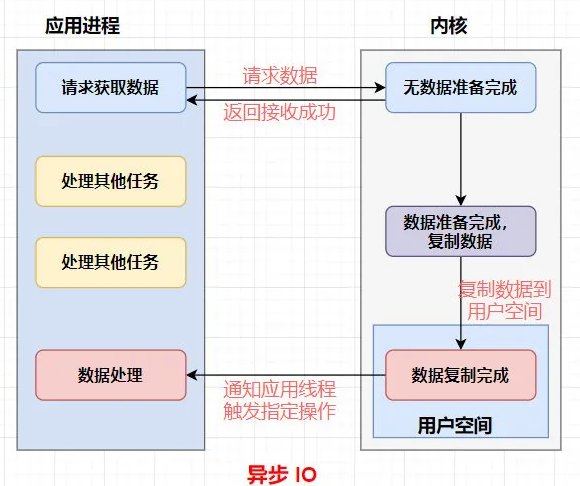 应用进程
内核
请求获取数据
请求数据
无数据准备完成
返回接收成功
处理其他任务
数据准备完成，
复制数据
处理其他任务
复制数据到
用户空间
数据处理
通知应用线程
触发指定操作
数据复制完成
用户空间
异步 IO